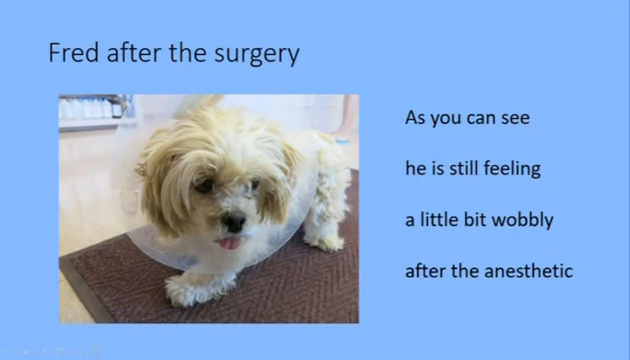 Fred after the surgery
As you can see
he is still feeling
a little bit wobbly
after the anesthetic